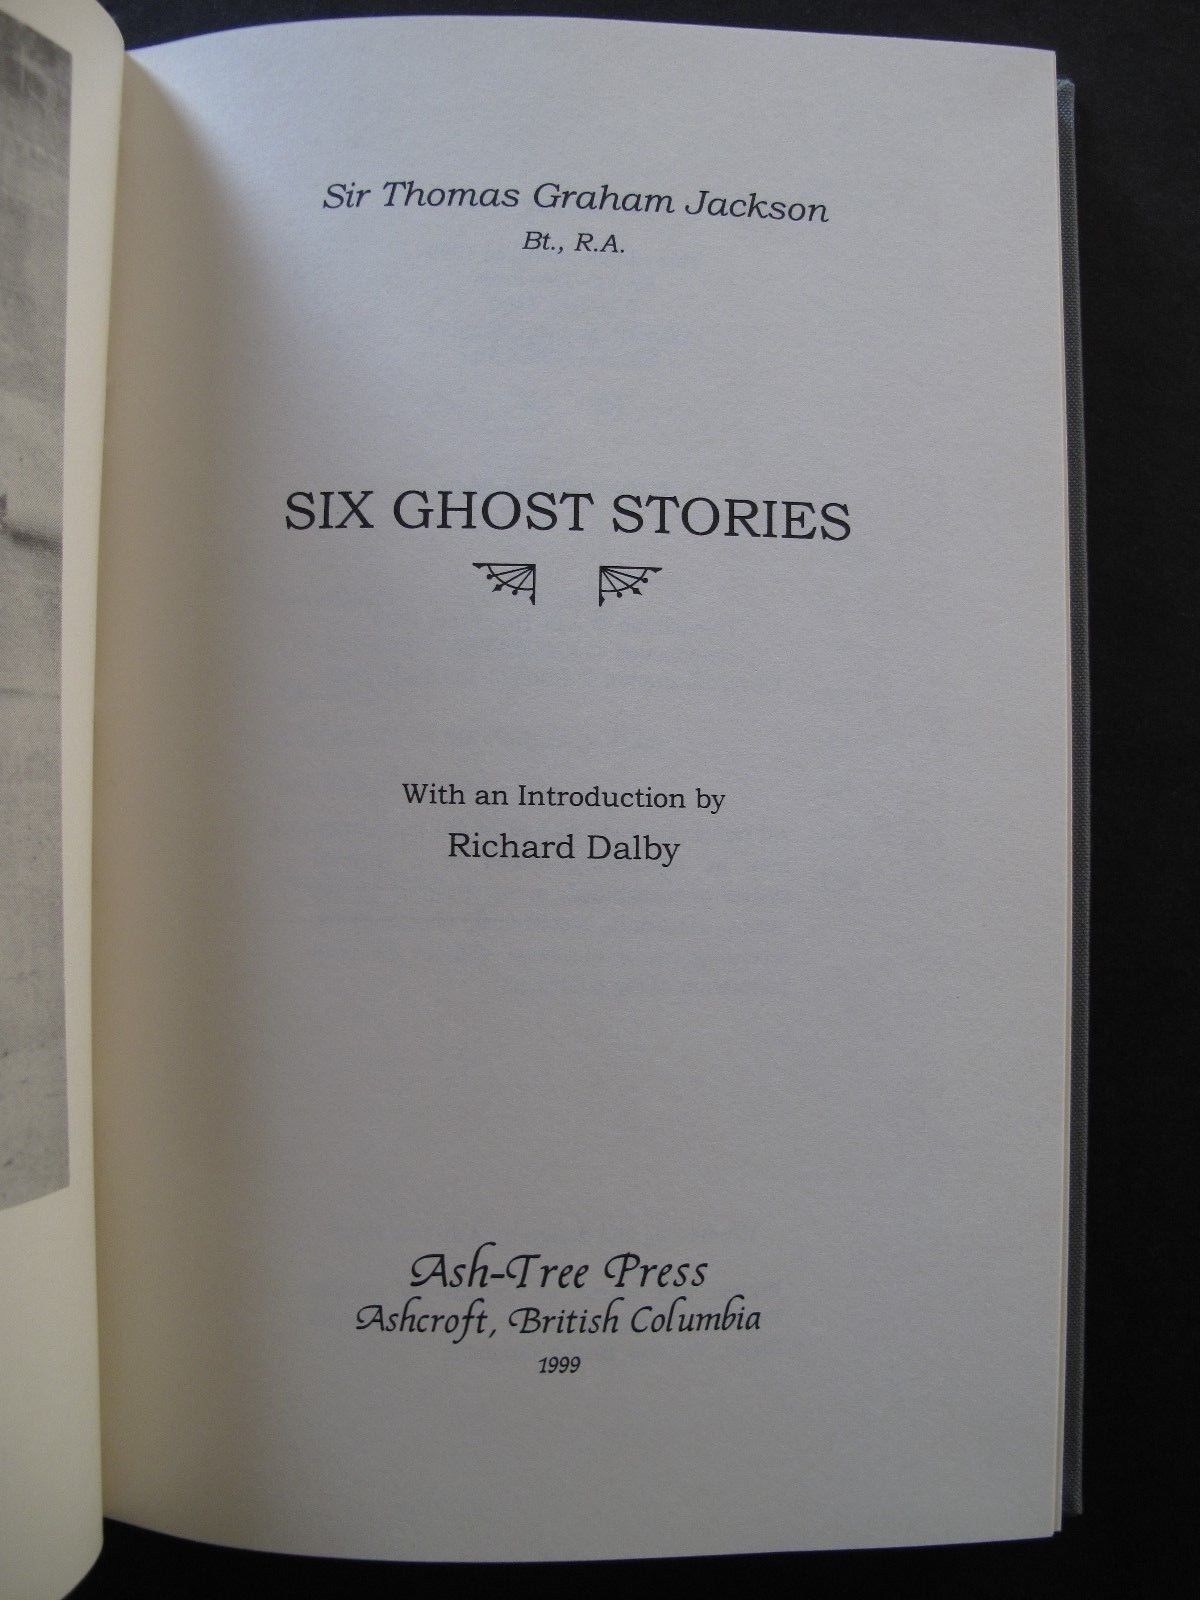 Sir Thomas Graham Jackson
Bt., R.A.
SIX GHOST STORIES
With an Introduction by
Richard Dalby
Ash-Tree Press
Ashcroft, British Columbia
1999